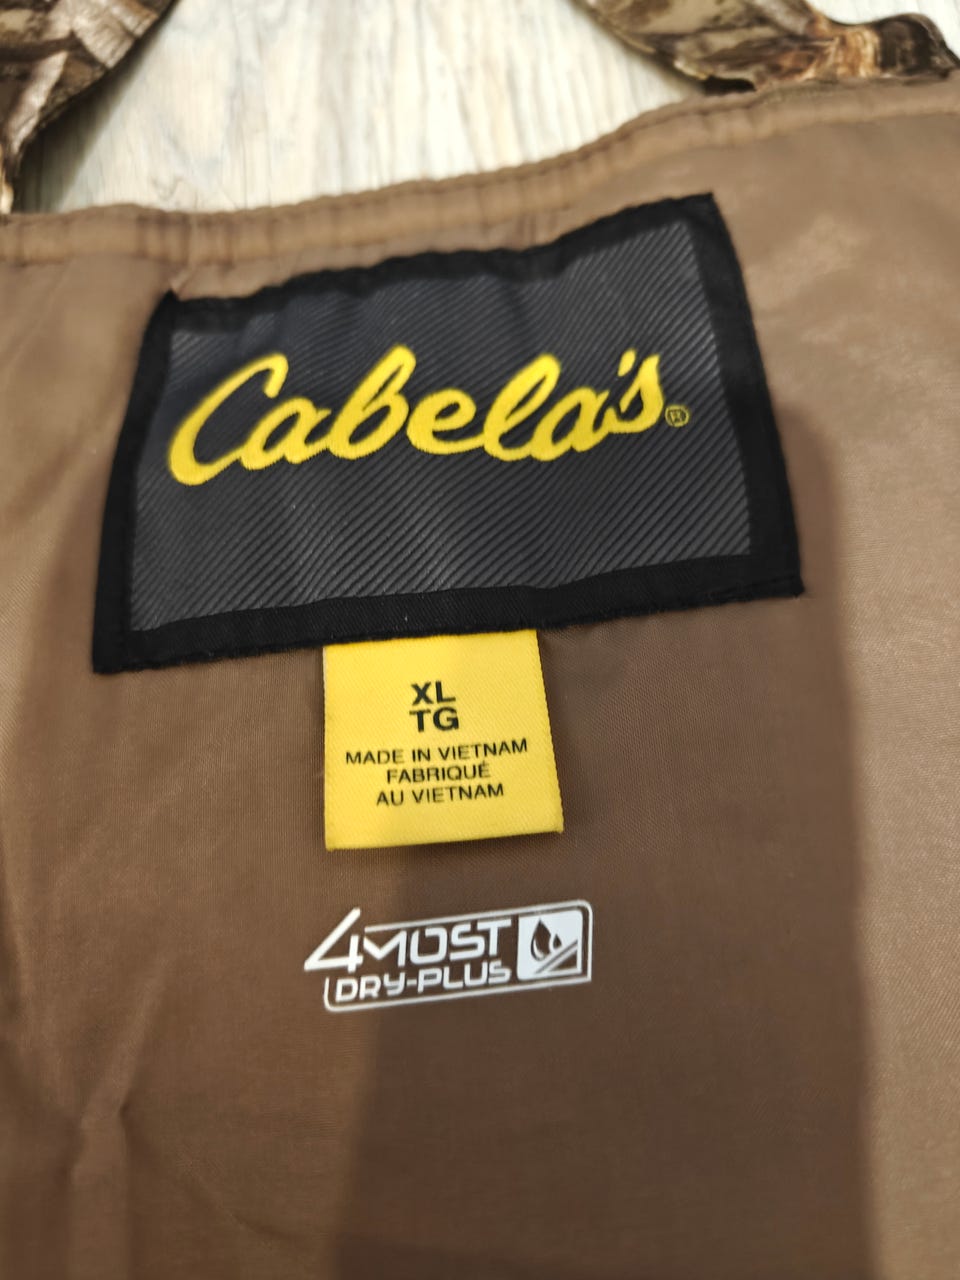 Cabela's®
XL
TG
MADE IN VIETNAM
FABRIQUÉ
AU VIETNAM
4MOST
DRY-PLUS